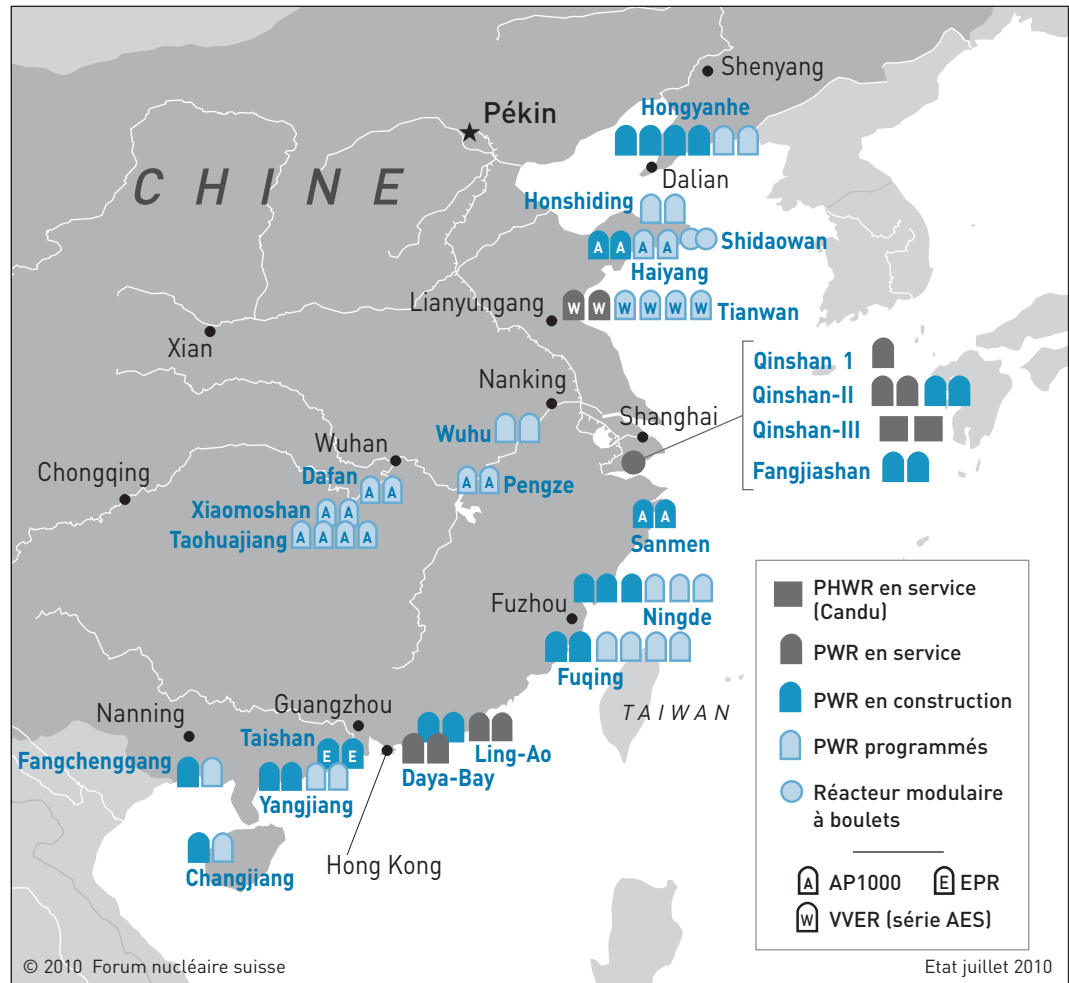 Shenyang
Hongyanhe
Pékin
CHINE
Dalian
Honshiding
Shidaowan
A A A A
Haiyang
Lianyungang
W W W W W W
Tianwan
Xian
Qinshan 1
Qinshan-II
Qinshan-III
Fangjiashan
Nanking
Shanghai
Wuhu
Wuhan
Chongqing
Dafan
A A
A A
Pengze
Xiaomoshan
A A
Taohuajiang
A A A A
A A
Sanmen
Fuzhou
Ningde
Fuqing
TAIWAN
Guangzhou
Nanning
Taishan
E E
Ling-Ao
Fangchenggang
Daya-Bay
Yangjiang
Hong Kong
Changjiang
PHWR en service
(Candu)
PWR en service
PWR en construction
PWR programmés
Réacteur modulaire
à boulets
A AP1000
E EPR
W VVER (série AES)
© 2010 Forum nucléaire suisse
Etat juillet 2010